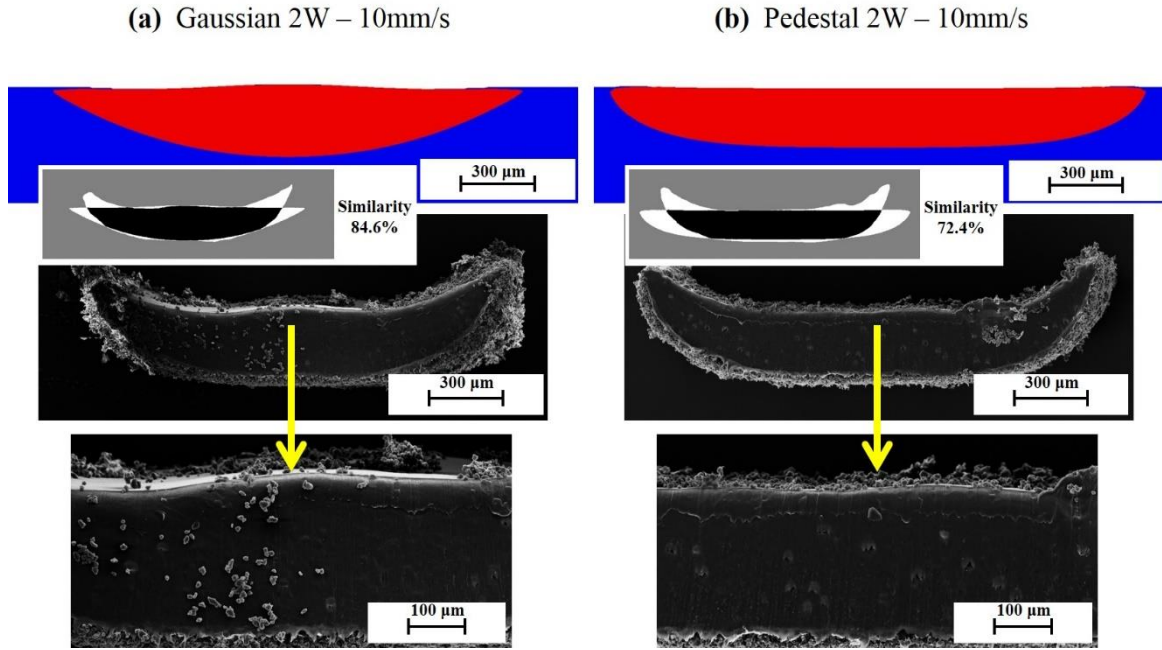 (a) Gaussian 2W – 10mm/s
(b) Pedestal 2W – 10mm/s
300 μm
300 μm
Similarity
84.6%
Similarity
72.4%
300 μm
300 μm
100 μm
100 μm